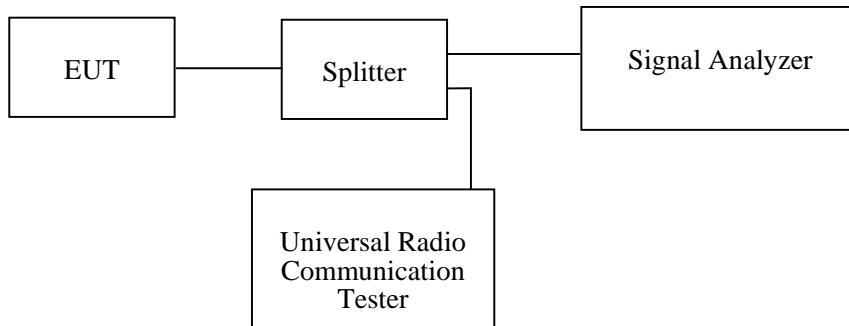 EUT
Splitter
Signal Analyzer
Universal Radio
Communication
Tester